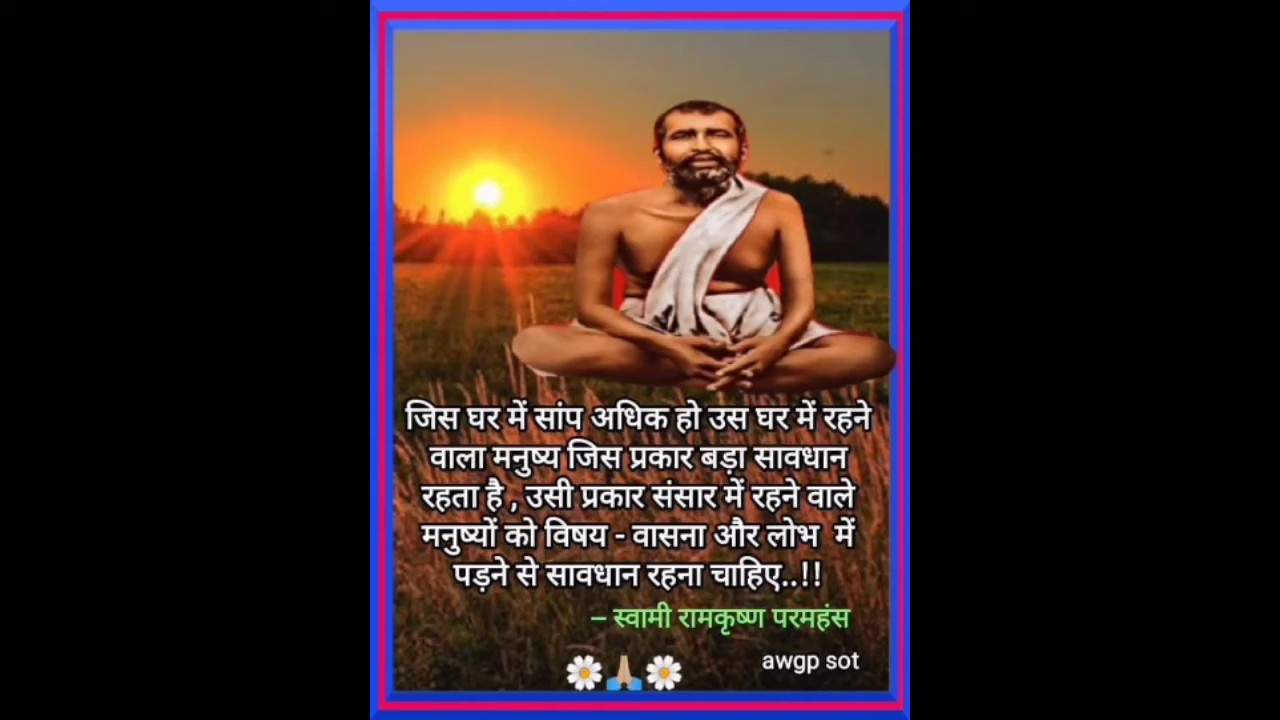 जिस घर में सांप अधिक हो उस घर में रहने
वाला मनुष्य जिस प्रकार बड़ा सावधान
रहता है , उसी प्रकार संसार में रहने वाले
मनुष्यों को विषय - वासना और लोभ  में
पड़ने से सावधान रहना चाहिए..!!
– स्वामी रामकृष्ण परमहंस
awgp sot